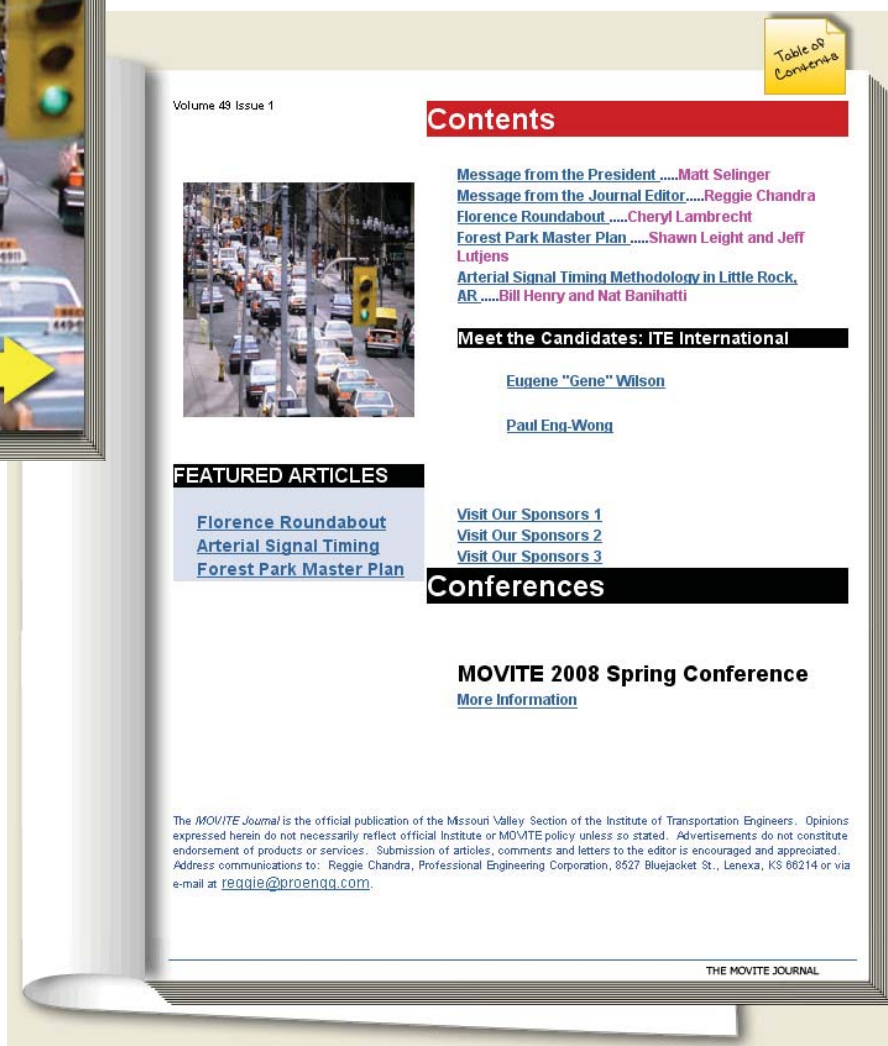 Table of
Contents
Volume 49 Issue 1
Contents
Message from the President .....Matt Selinger
Message from the Journal Editor.....Reggie Chandra
Florence Roundabout .....Cheryl Lambrecht
Forest Park Master Plan .....Shawn Leight and Jeff
Lutjens
Arterial Signal Timing Methodology in Little Rock,
AR .....Bill Henry and Nat Banihatti
Meet the Candidates: ITE International
Eugene "Gene" Wilson
Paul Eng-Wong
FEATURED ARTICLES
Florence Roundabout
Arterial Signal Timing
Forest Park Master Plan
Visit Our Sponsors 1
Visit Our Sponsors 2
Visit Our Sponsors 3
Conferences
MOVITE 2008 Spring Conference
More Information
The MOVITE Journal is the official publication of the Missouri Valley Section of the Institute of Transportation Engineers. Opinions
expressed herein do not necessarily reflect official Institute or MOVITE policy unless so stated. Advertisements do not constitute
endorsement of products or services. Submission of articles, comments and letters to the editor is encouraged and appreciated.
Address communications to: Reggie Chandra, Professional Engineering Corporation, 8527 Bluejacket St., Lenexa, KS 66214 or via
e-mail at reggie@proengg.com.
THE MOVITE JOURNAL